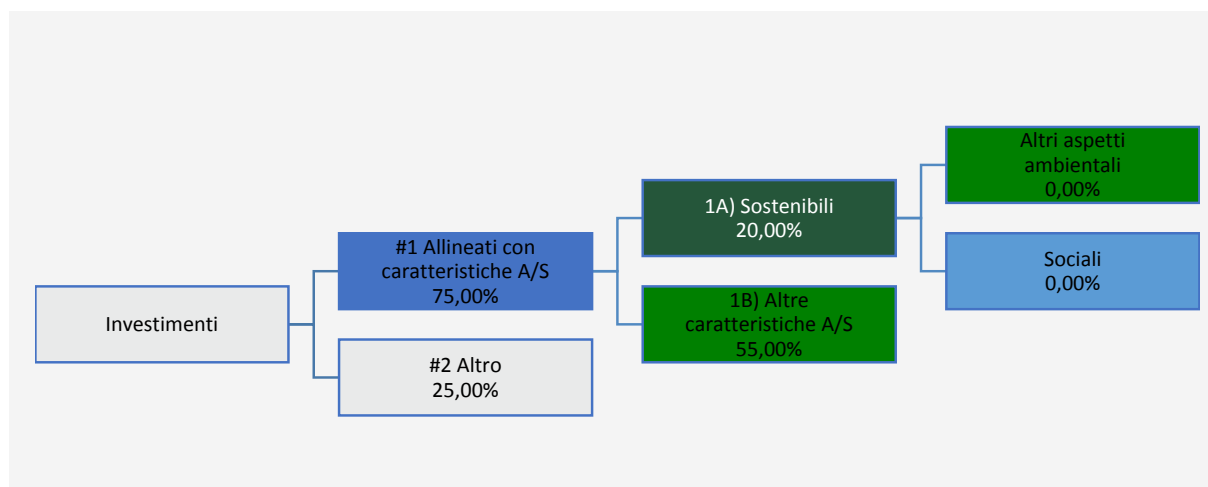 Investimenti
#1 Allineati con
caratteristiche A/S
75,00%
#2 Altro
25,00%
1A) Sostenibili
20,00%
1B) Altre
caratteristiche A/S
55,00%
Altri aspetti
ambientali
0,00%
Sociali
0,00%